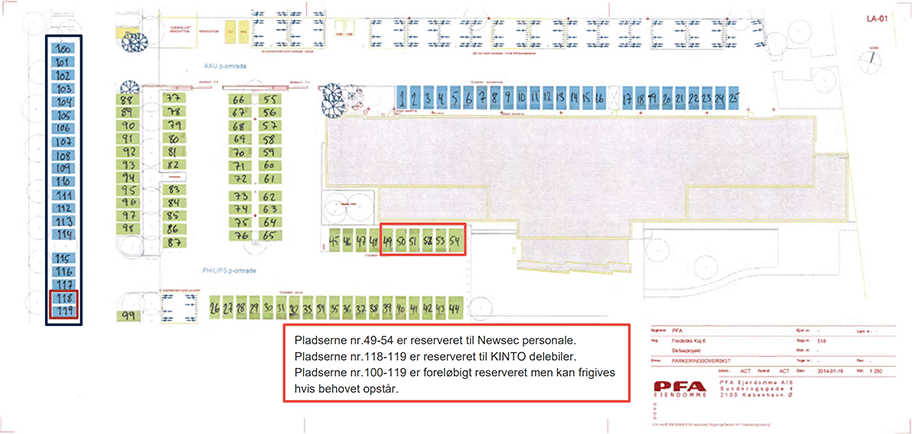 LA-01
AKU p-område
1 2 3 4 5 6 7 8 9 10 11 12 13 14 15 16 17 18 19 20 21 22 23 24 25
100
101
102
103
104
105
106
107
108
109
110
111
112
113
114
115
116
117
118
119
88
89
90
91
92
93
94
95
96
97
98
99
77
78
79
80
81
82
83
84
85
86
87
66 55
67 56
68 57
69 58
70 59
71 60
72 61
73 62
74 63
75 64
76 65
45 46 47 48 49 50 51 52 53 54
PHILIPS p-område
26 27 28 29 30 31 32 33 34 35 36 37 38 39 40 41 42 43 44
Pladserne nr.49-54 er reserveret til Newsec personale.
Pladserne nr.118-119 er reserveret til KINTO delebiler.
Pladserne nr.100-119 er foreløbigt reserveret men kan frigives
hvis behovet opstår.
PFA
Frederiks Kaj 6
Skitseprojekt
518
PARKERINGSOVERSIGT
ACT ACT 2014-01-16 1:250
PFA
EJENDOMME
PFA Ejendomme A/S
Sundkrogsgade 4
2100 København Ø